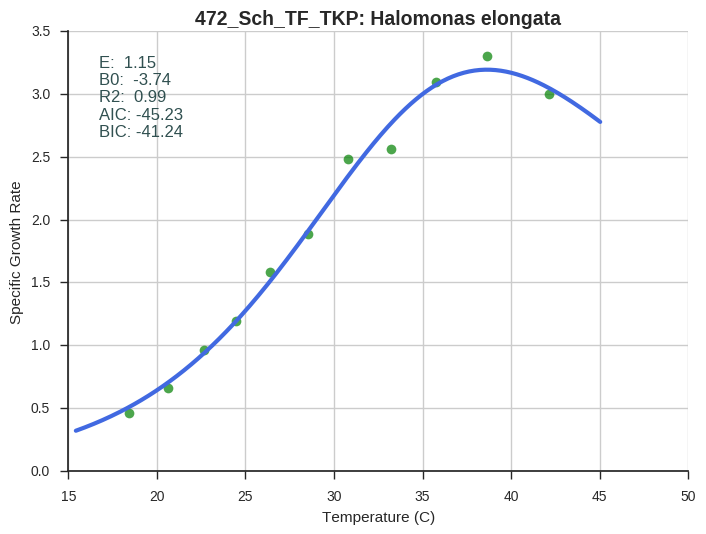 472_Sch_TF_TKP: Halomonas elongata
E:  1.15
B0:  -3.74
R2:  0.99
AIC: -45.23
BIC: -41.24
3.5
3.0
2.5
2.0
1.5
1.0
0.5
0.0
Specific Growth Rate
15 20 25 30 35 40 45 50
Temperature (C)